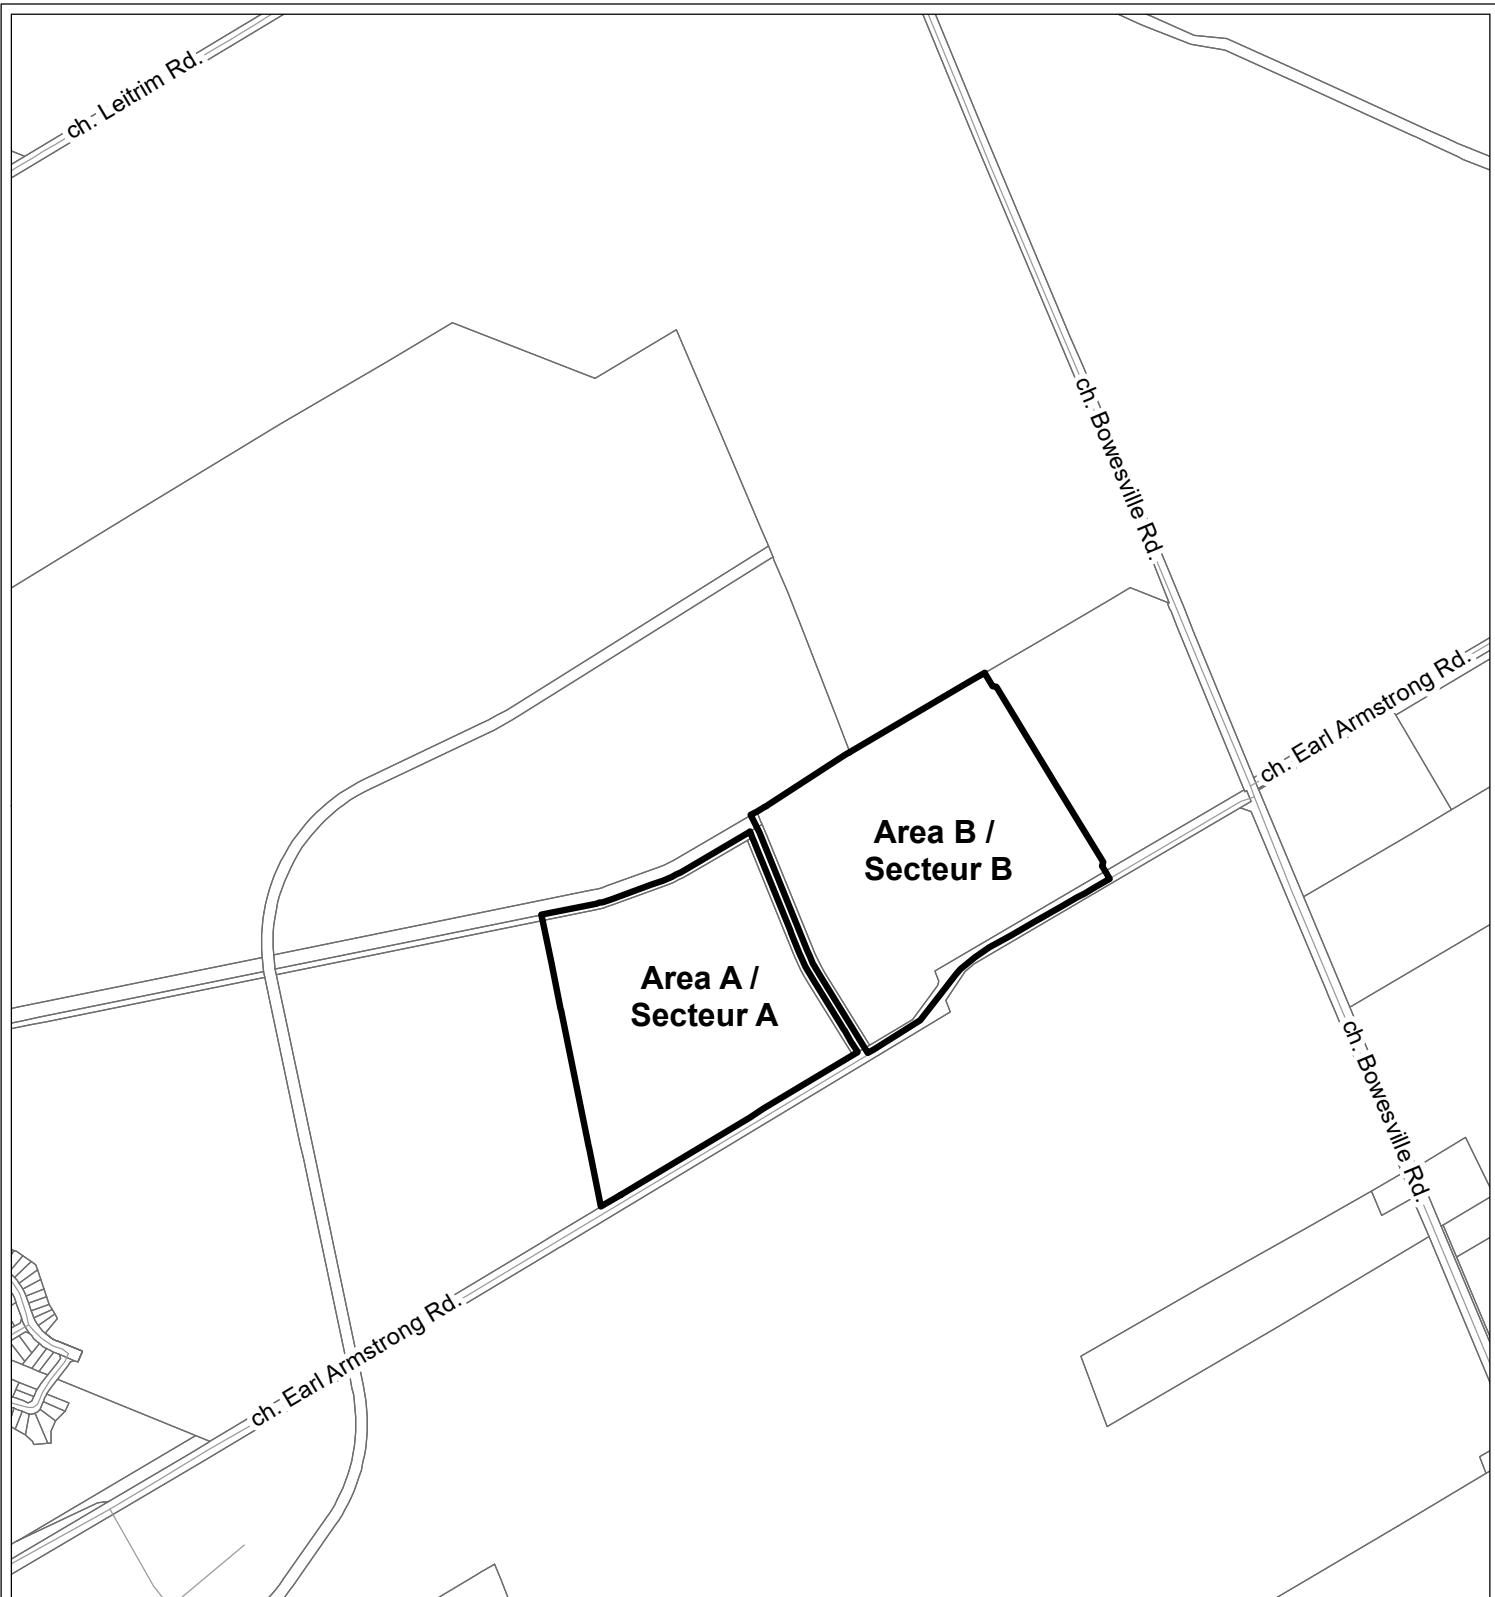 ch. Leitrim Rd.
ch. Bowesville Rd.
ch. Earl Armstrong Rd.
Area B /
Secteur B
Area A /
Secteur A
ch. Bowesville Rd.
ch. Earl Armstrong Rd.